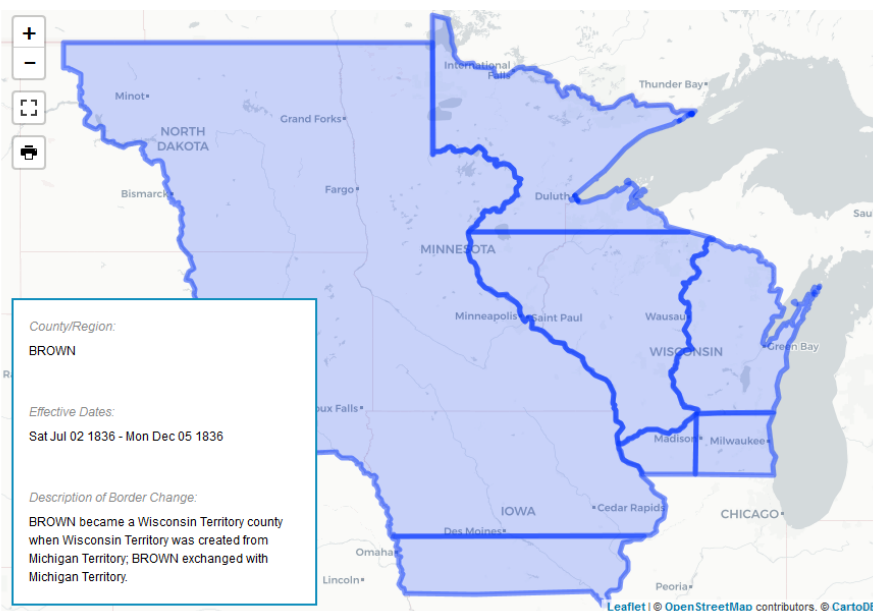 +
−
International
Falls
Thunder Bay
Minot
Grand Forks
NORTH
DAKOTA
Bismarck
Fargo
Duluth
Sau
MINNESOTA
Minneapolis
Saint Paul
Wausau
WISCONSIN
Green Bay
County/Region:
BROWN
R
Effective Dates:
oux Falls
Sat Jul 02 1836 - Mon Dec 05 1836
Madison
Milwaukee
Description of Border Change:
IOWA
Cedar Rapids
CHICAGO
BROWN became a Wisconsin Territory county
when Wisconsin Territory was created from
Michigan Territory; BROWN exchanged with
Michigan Territory.
Des Moines
Omaha
Lincoln
Peoria
Leaflet | © OpenStreetMap contributors, © CartoDB